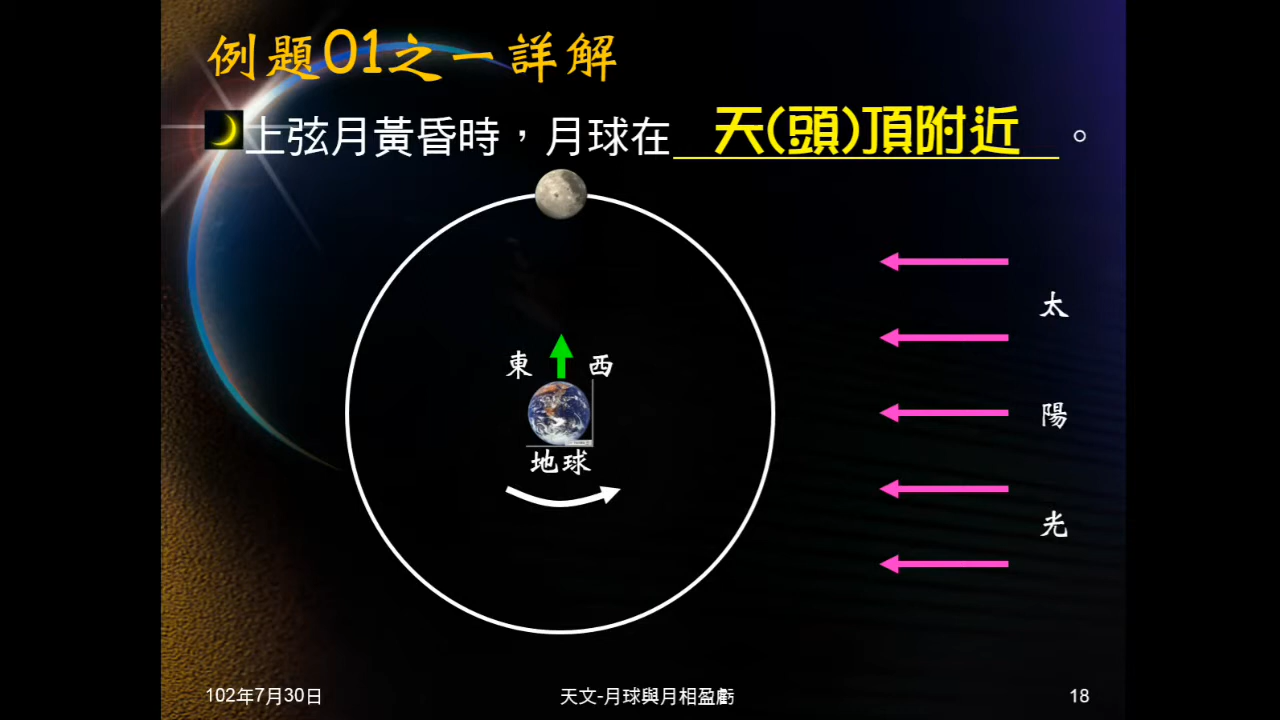 例題01之一詳解
上弦月黃昏時，月球在 天(頭)頂附近 。
東 西
地球
太
陽
光
102年7月30日 天文-月球與月相盈虧 18